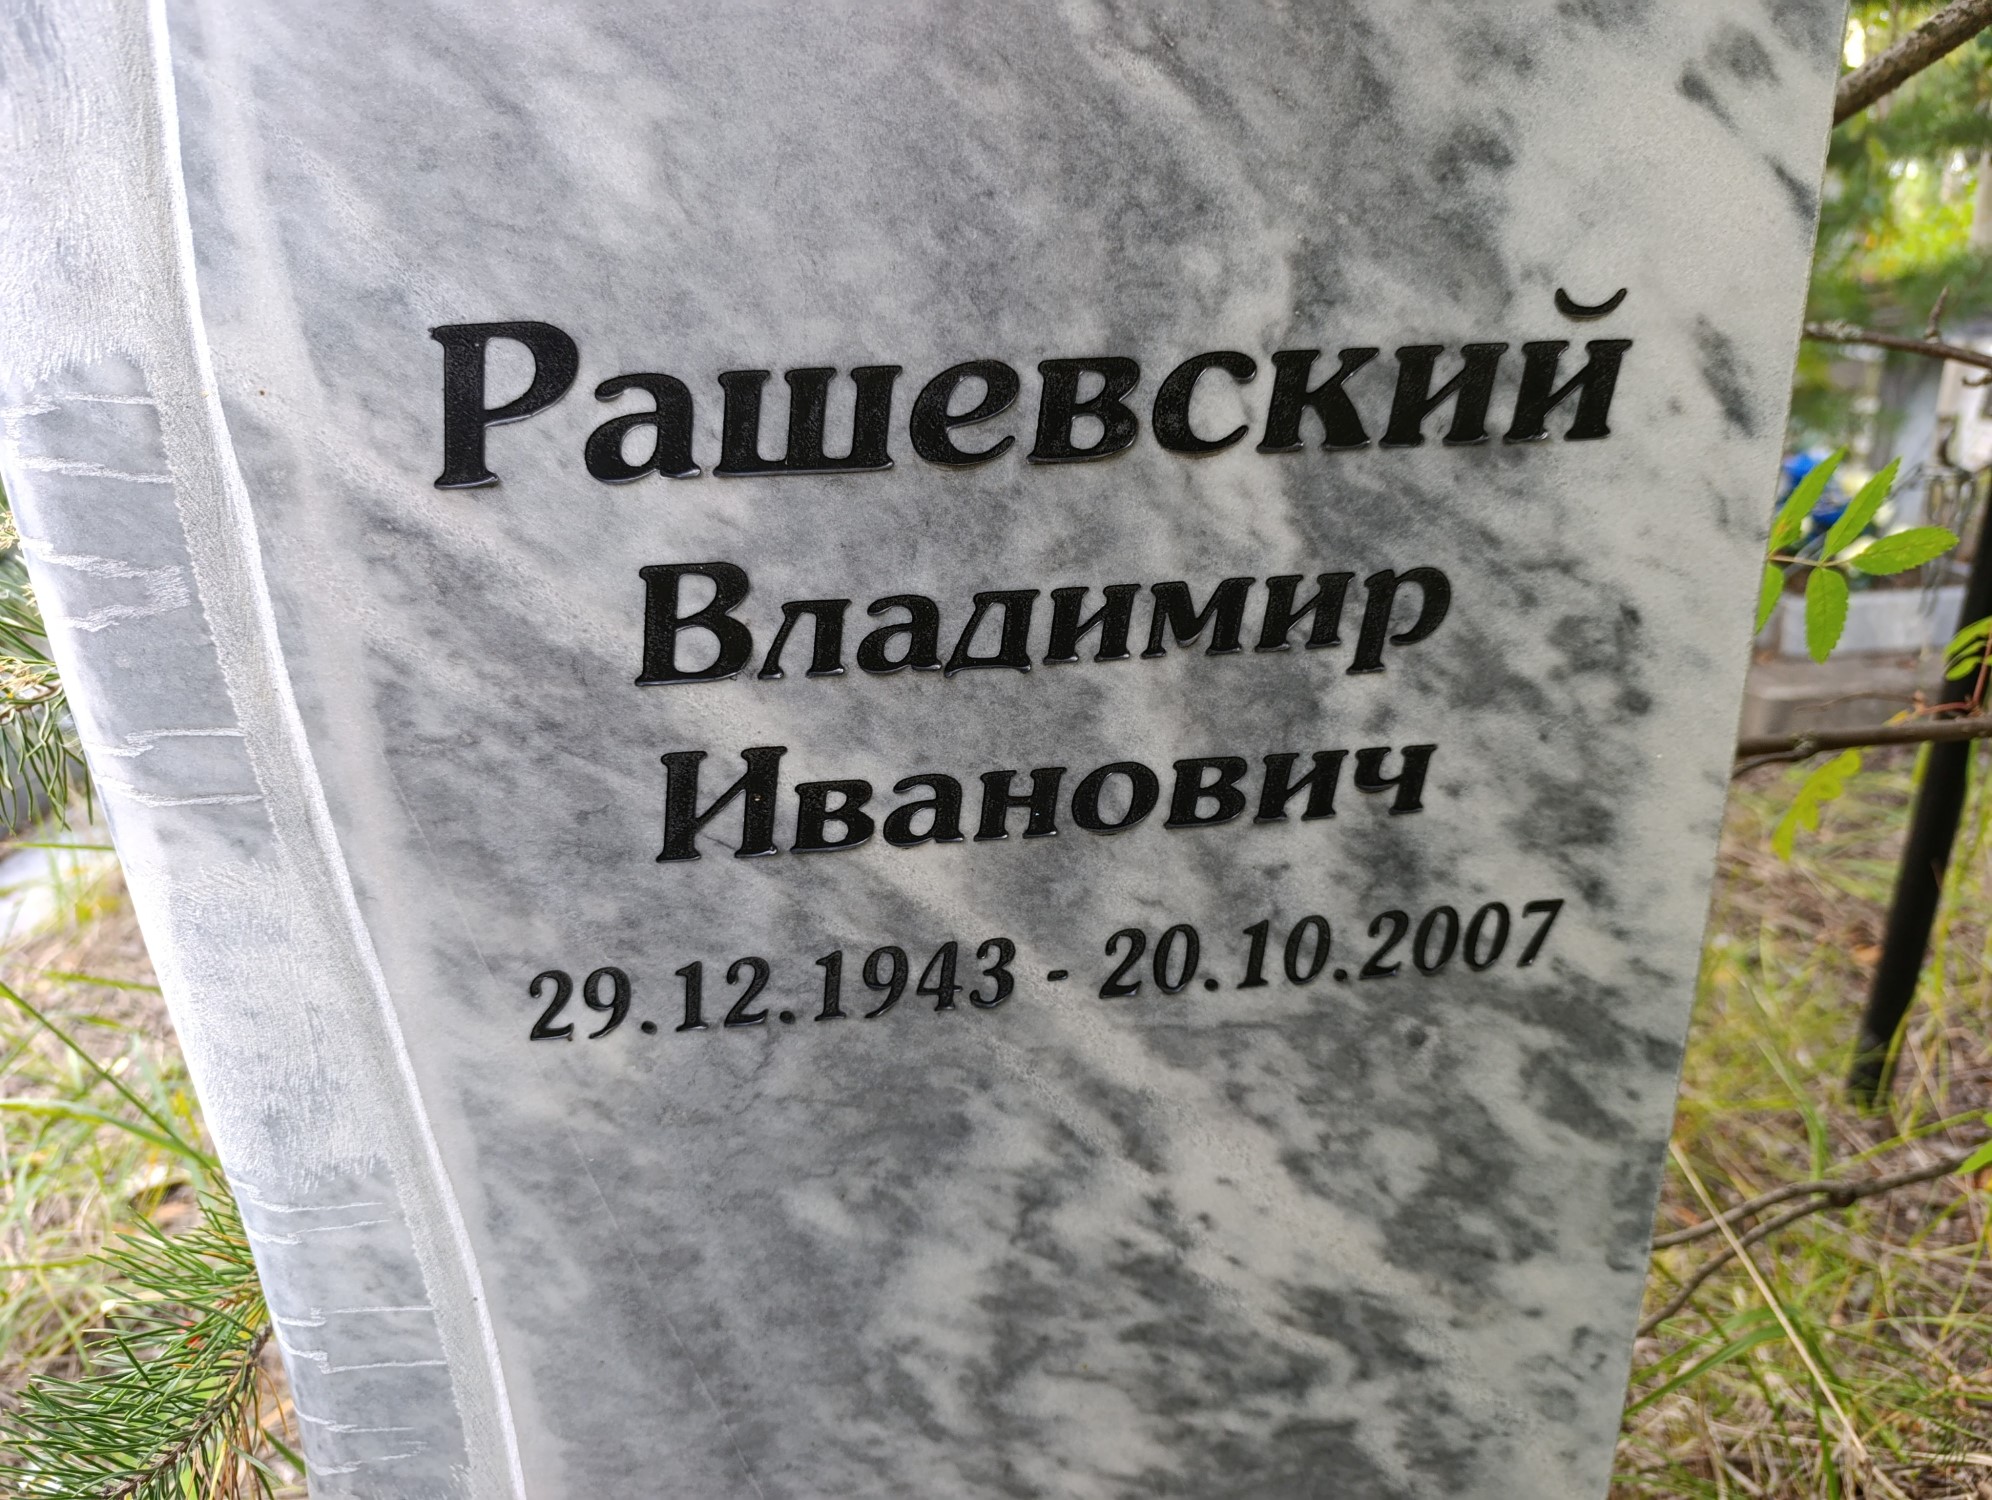 Рашевский
Владимир
Иванович
29.12.1943 - 20.10.2007